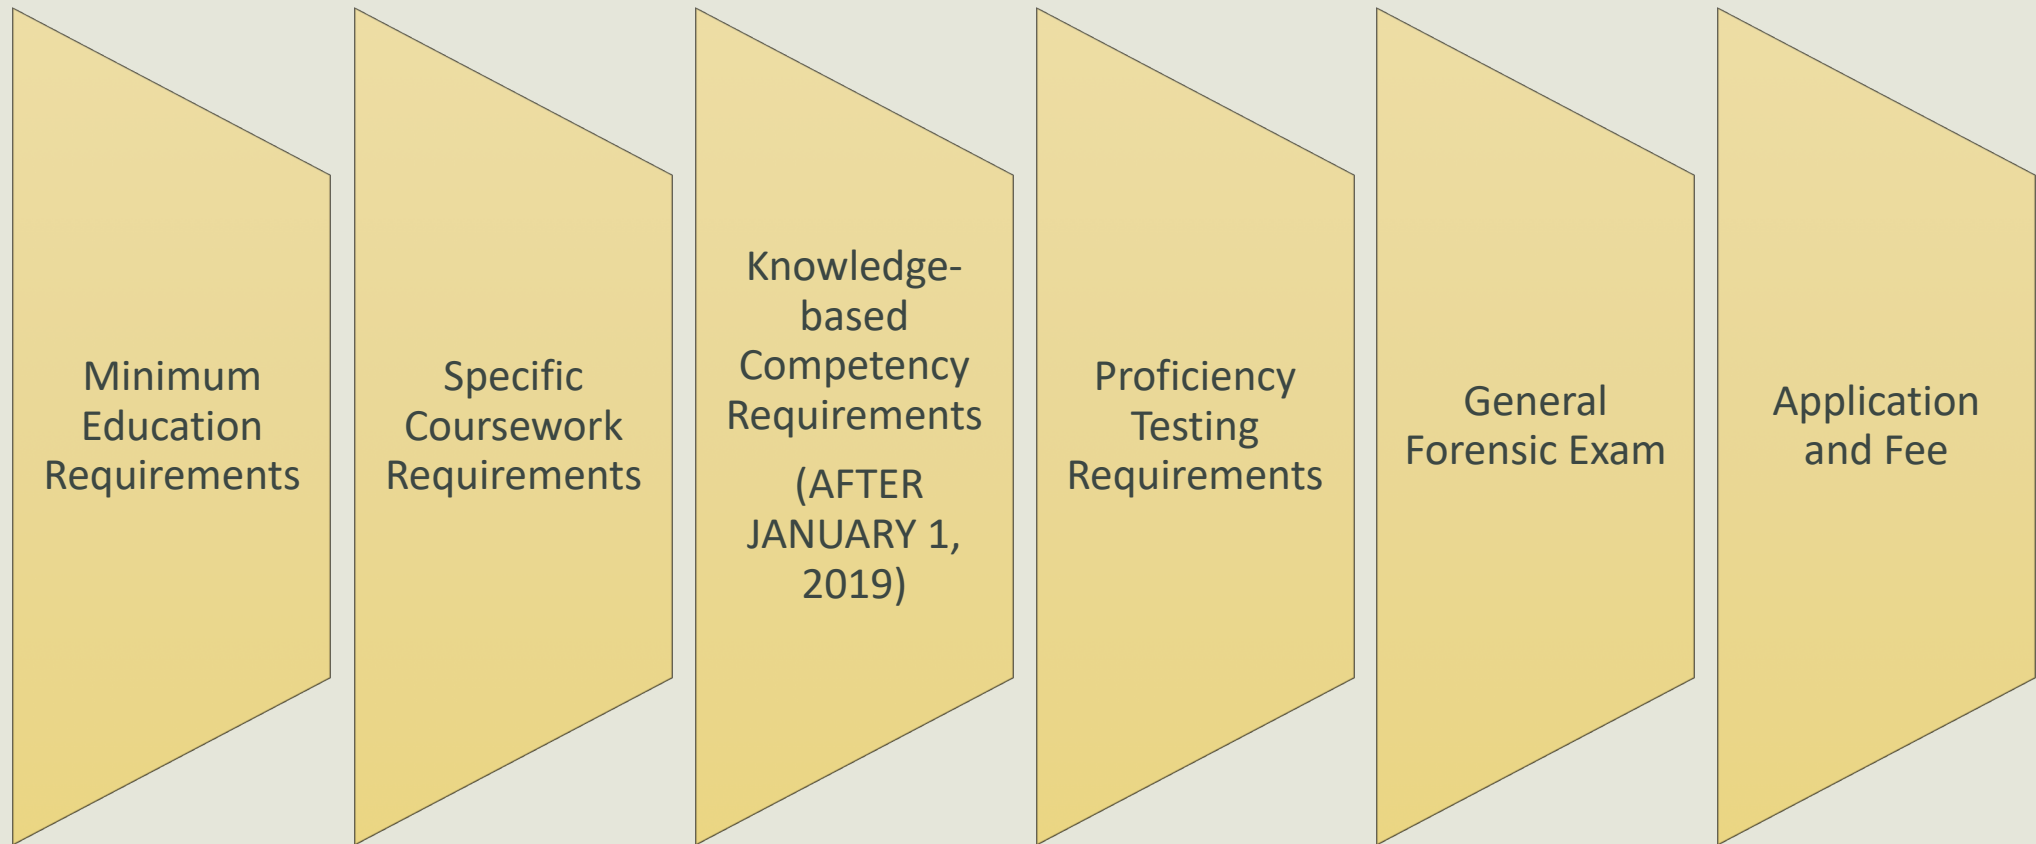 Minimum
Education
Requirements
Specific
Coursework
Requirements
Knowledge-
based
Competency
Requirements
(AFTER
JANUARY 1,
2019)
Proficiency
Testing
Requirements
General
Forensic Exam
Application
and Fee